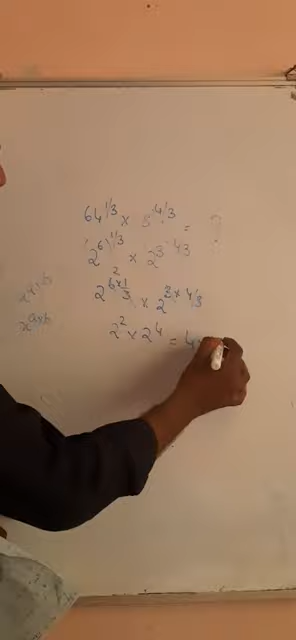 64^1/3 × 8^4/3 = ?
2^6^1/3 × 2^3^4/3
2^6×1/3 × 2^3×4/3
2^2 × 2^4 = 4